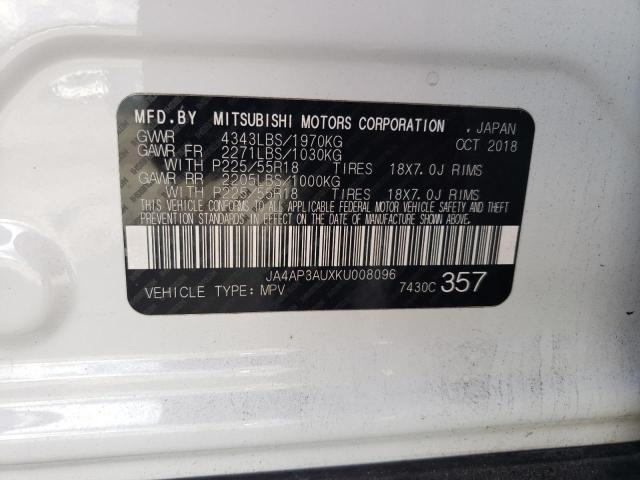 MFD.BY MITSUBISHI MOTORS CORPORATION , JAPAN
GVWR 4343LBS/1970KG OCT 2018
GAWR FR 2271LBS/1030KG
WITH P225/55R18 TIRES 18X7.0J RIMS
GAWR RR 2205LBS/1000KG
WITH P225/55R18 TIRES 18X7.0J RIMS
THIS VEHICLE CONFORMS TO ALL APPLICABLE FEDERAL MOTOR VEHICLE SAFETY AND THEFT
PREVENTION STANDARDS IN EFFECT ON THE DATE OF MANUFACTURE SHOWN ABOVE.
JA4AP3AUXKU008096
VEHICLE TYPE: MPV 7430C 357